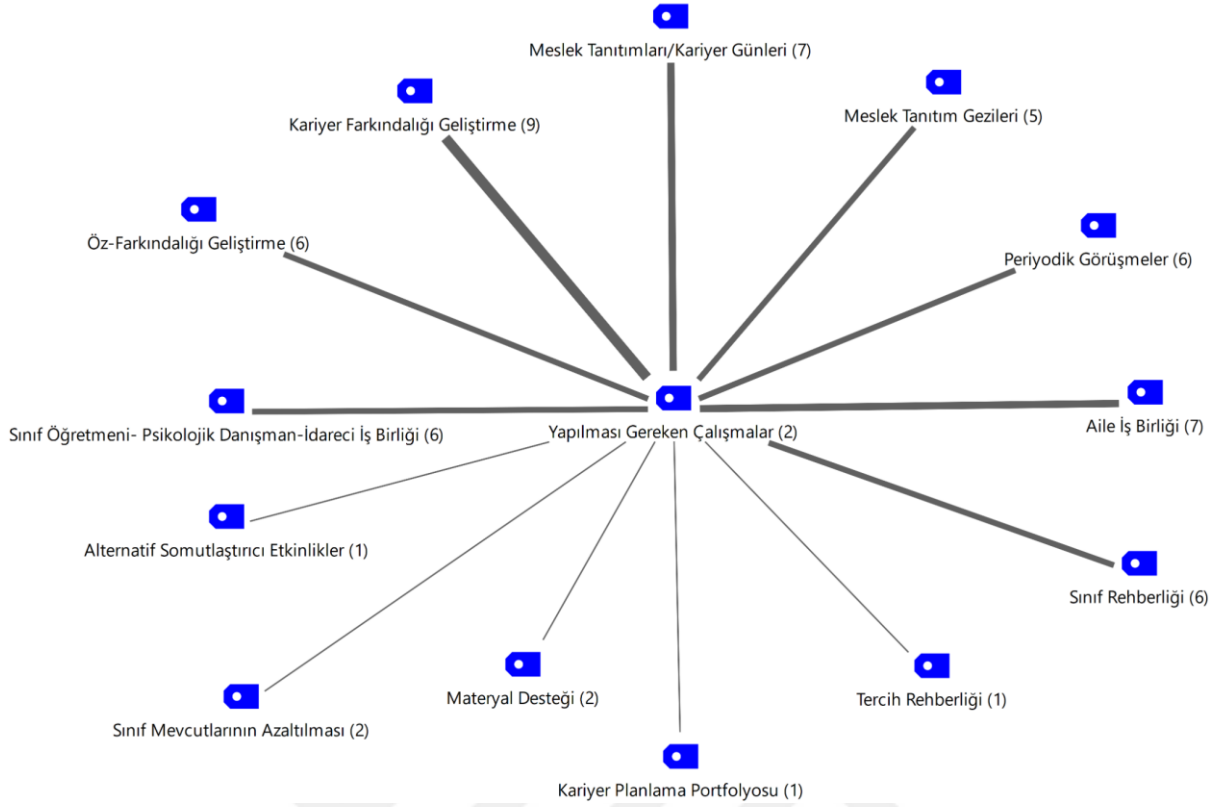 Meslek Tanıtımları/Kariyer Günleri (7)
Kariyer Farkındalığı Geliştirme (9)
Meslek Tanıtım Gezileri (5)
Öz-Farkındalığı Geliştirme (6)
Periyodik Görüşmeler (6)
Sınıf Öğretmeni- Psikolojik Danışman-İdareci İş Birliği (6)
Yapılması Gereken Çalışmalar (2)
Aile İş Birliği (7)
Alternatif Somutlaştırıcı Etkinlikler (1)
Sınıf Rehberliği (6)
Sınıf Mevcutlarının Azaltılması (2)
Materyal Desteği (2)
Tercih Rehberliği (1)
Kariyer Planlama Portfolyosu (1)